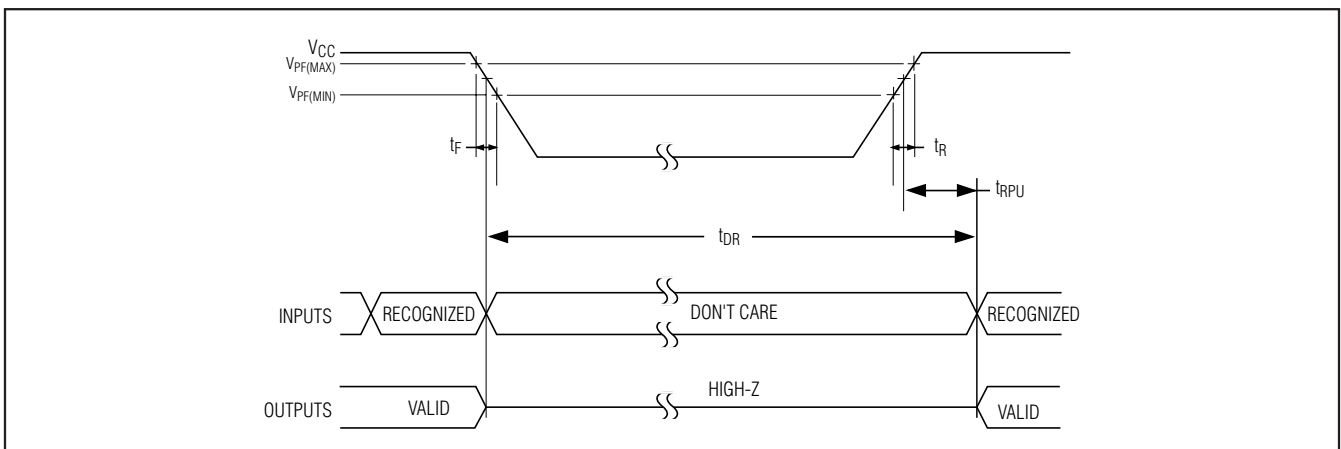 VCC
VPF(MAX)
VPF(MIN)
tF
tR
tRPU
tDR
INPUTS
RECOGNIZED
DON'T CARE
RECOGNIZED
OUTPUTS
VALID
HIGH-Z
VALID